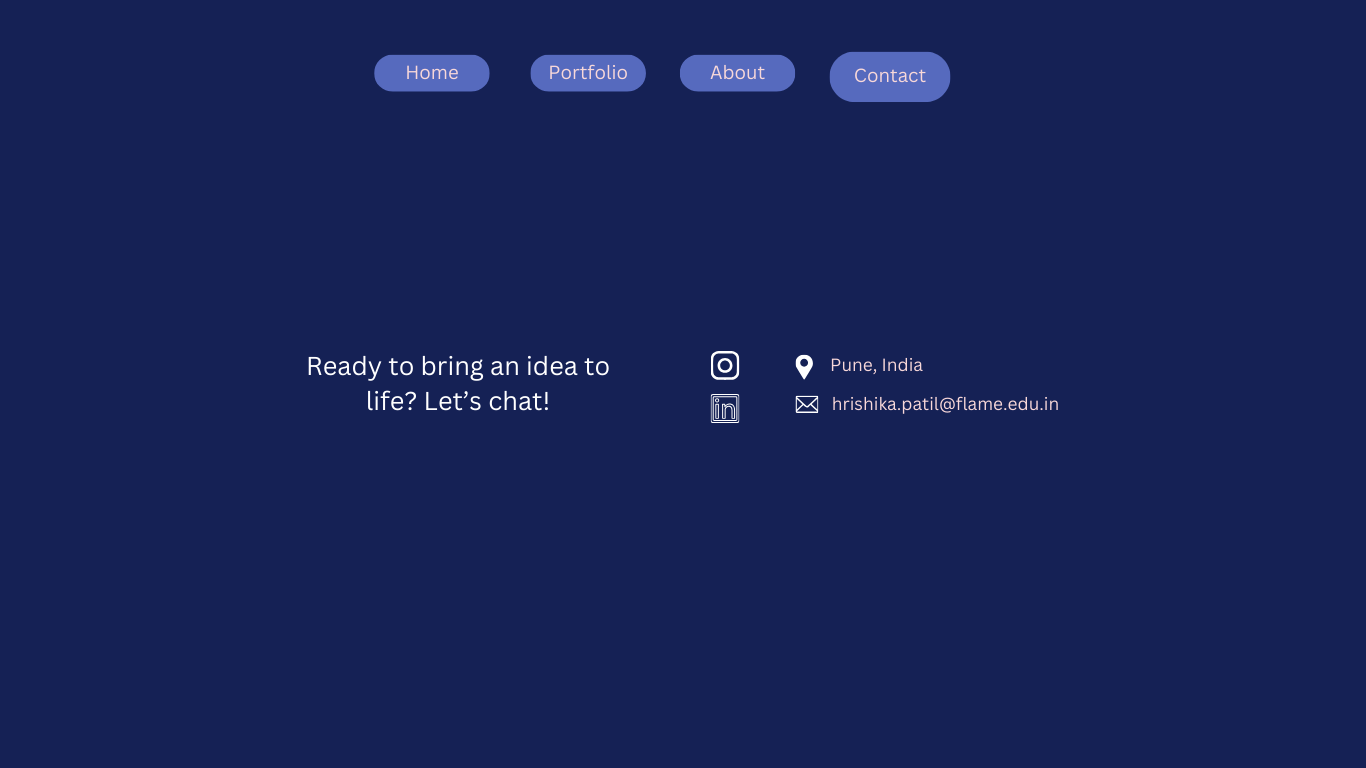 Home
Portfolio
About
Contact
Ready to bring an idea to
life? Let’s chat!
in
Pune, India
hrishika.patil@flame.edu.in